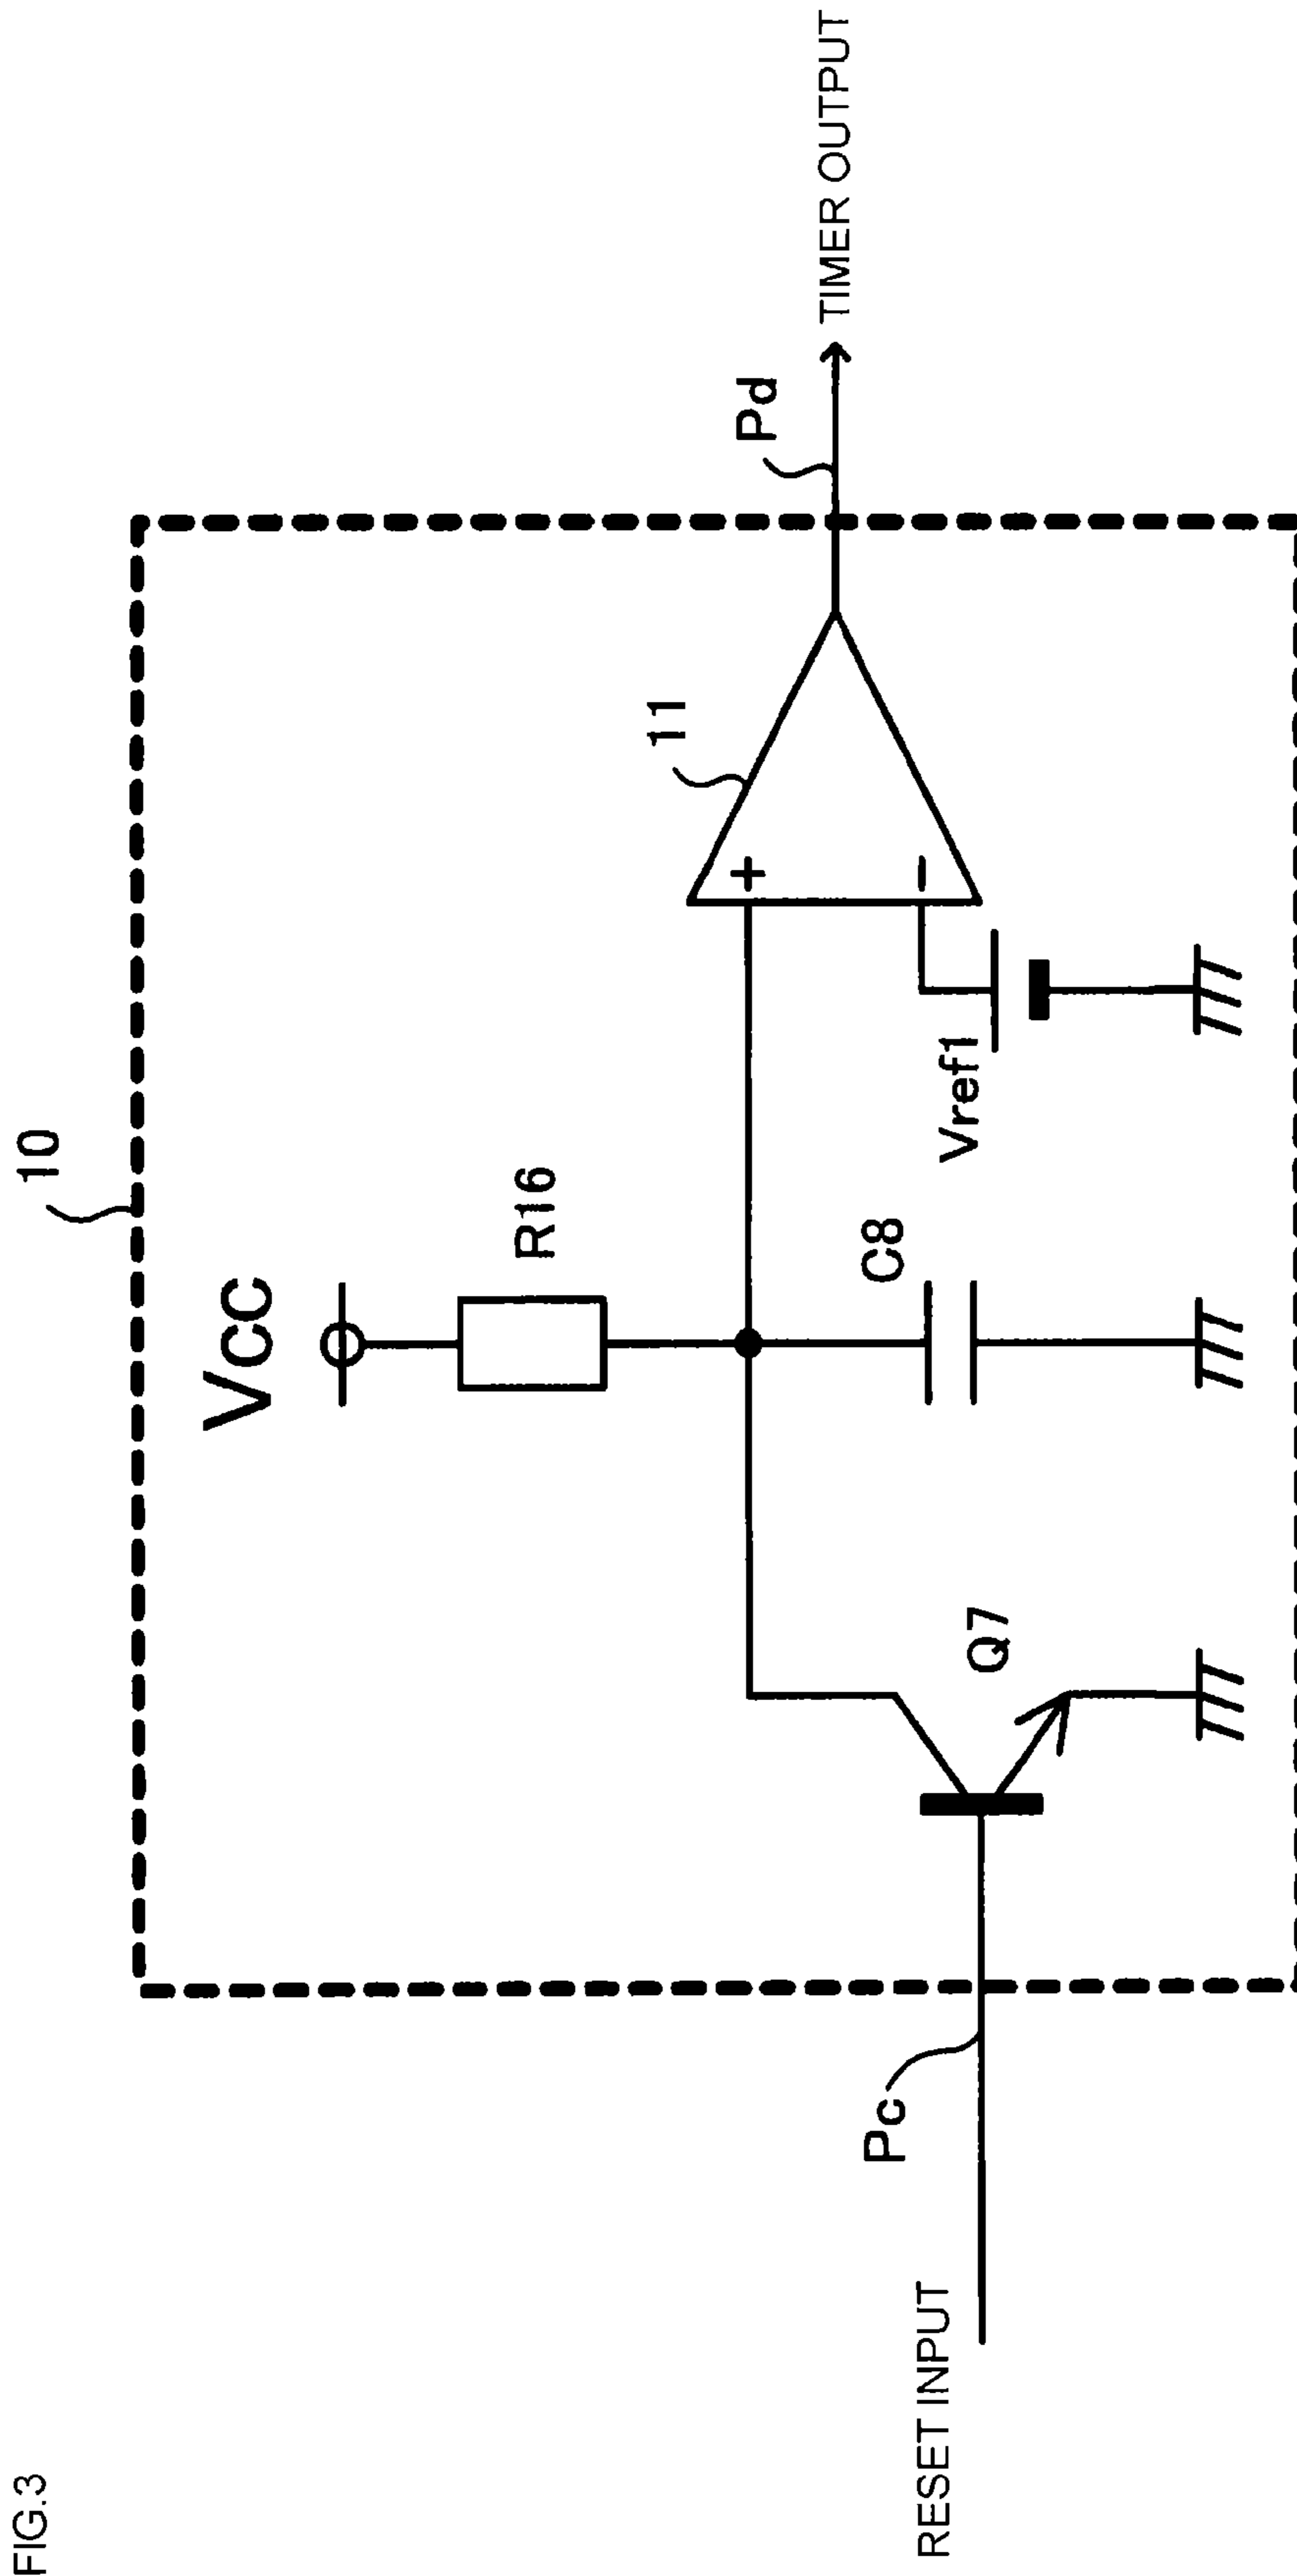 FIG.3
10
VCC
R16
11
+
-
Pd
TIMER OUTPUT
C8
Vref1
Q7
Pc
RESET INPUT